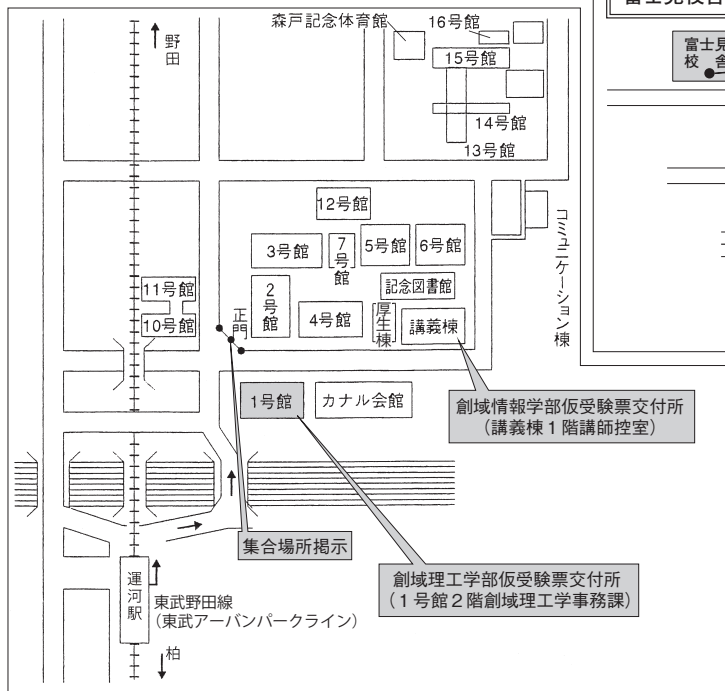 森戸記念体育館
16号館
15号館
14号館
13号館
野田
富士見
校 舎
12号館
3号館
7号館
5号館
6号館
コミュニケーション棟
11号館
10号館
2号館
記念図書館
正門
4号館
厚生棟
講義棟
1号館
カナル会館
創域情報学部仮受験票交付所
(講義棟1階講師控室)
集合場所掲示
創域理工学部仮受験票交付所
(1号館2階創域理工学事務課)
運河駅
東武野田線
(東武アーバンパークライン)
柏